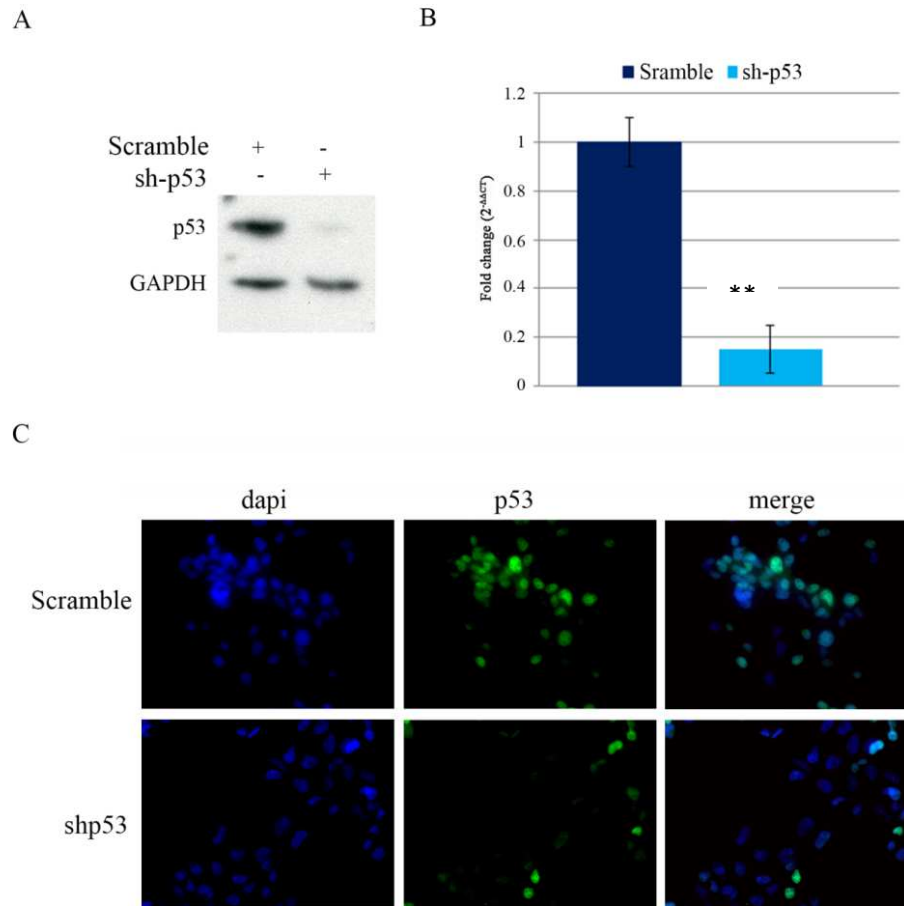 A
Scramble + -
sh-p53 - +
p53
GAPDH
B
Sramble sh-p53
Fold change (2-ΔΔCT)
1.2
1
0.8
0.6
0.4
0.2
0
**
C
dapi p53 merge
Scramble
shp53